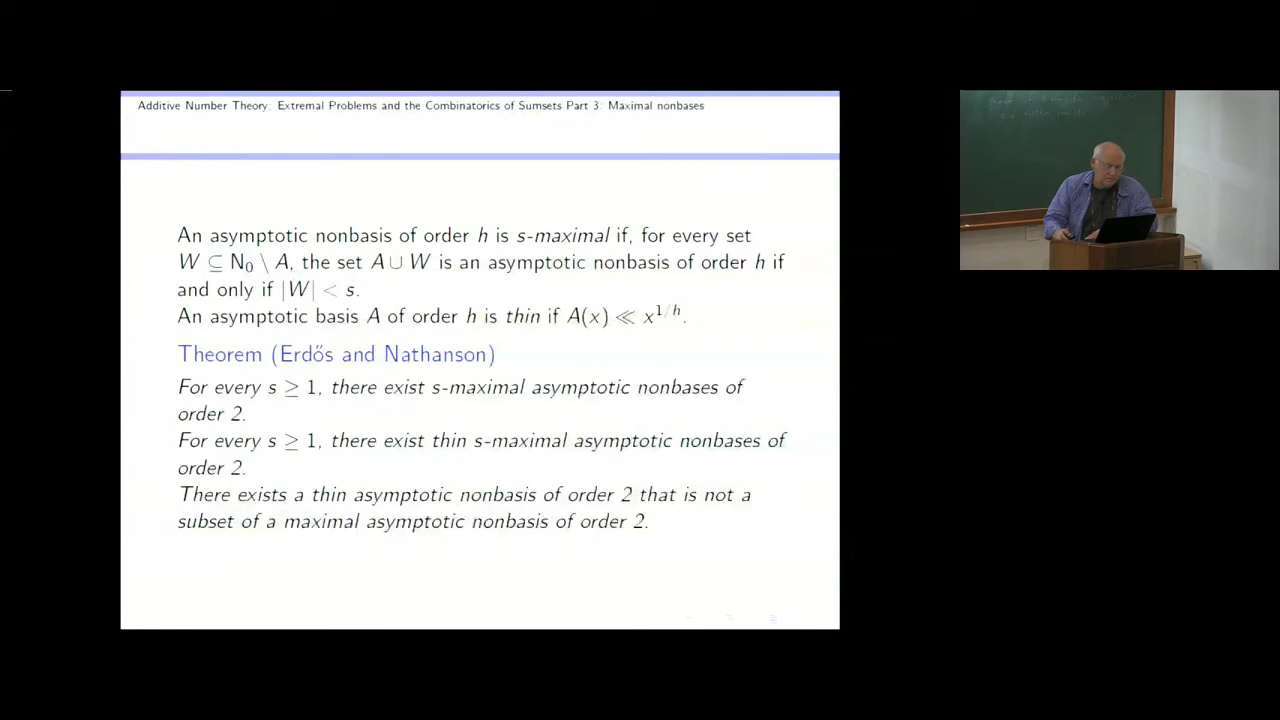 Additive Number Theory: Extremal Problems and the Combinatorics of Sumsets Part 3: Maximal nonbases
An asymptotic nonbasis of order h is s-maximal if, for every set
W ⊆ N₀ \ A, the set A ∪ W is an asymptotic nonbasis of order h if
and only if |W| < s.
An asymptotic basis A of order h is thin if A(x) ≪ x^{1/h}.
Theorem (Erdős and Nathanson)
For every s ≥ 1, there exist s-maximal asymptotic nonbases of
order 2.
For every s ≥ 1, there exist thin s-maximal asymptotic nonbases of
order 2.
There exists a thin asymptotic nonbasis of order 2 that is not a
subset of a maximal asymptotic nonbasis of order 2.